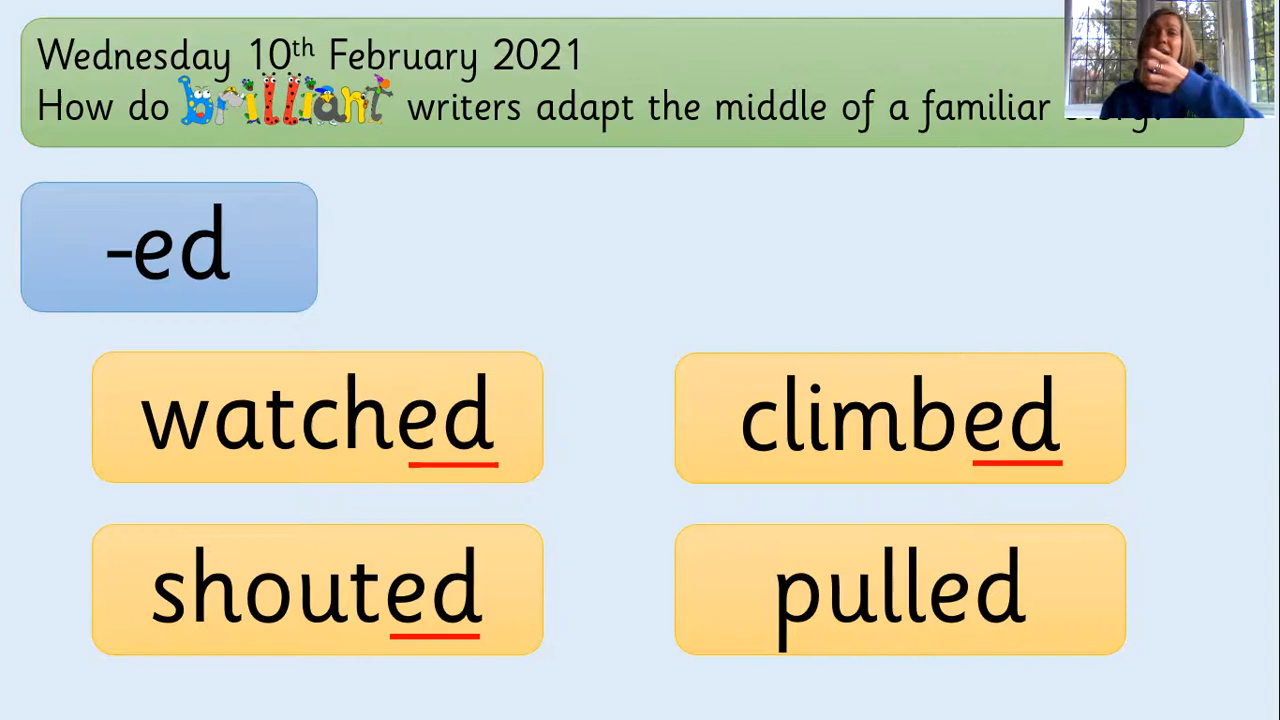 Wednesday 10th February 2021
How do brilliant writers adapt the middle of a familiar
-ed
watched
climbed
shouted
pulled